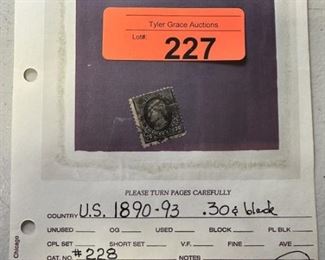 Tyler Grace Auctions
Lot#:
227
PLEASE TURN PAGES CAREFULLY
COUNTRY U.S. 1890-93 .30¢ black
UNUSED OG USED BLOCK PL BLK
CPL SET SHORT SET V.F. FINE AVE
CAT. NO #228 NOTES
Chicago